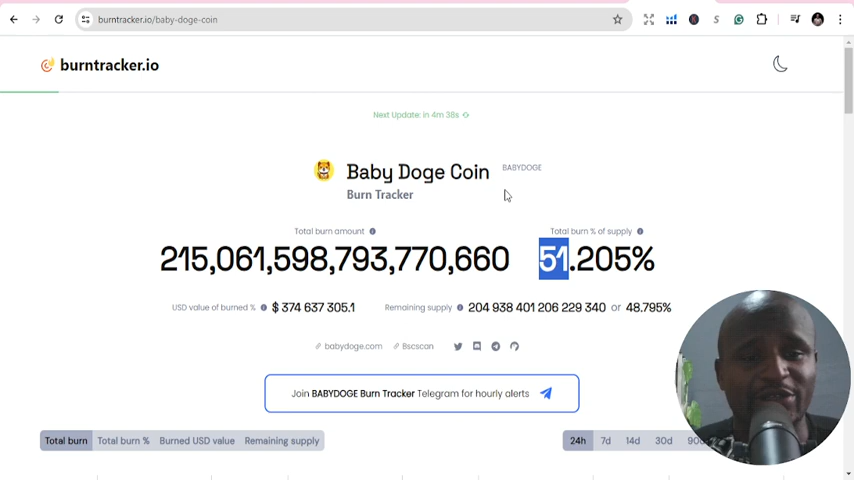 burntracker.io/baby-doge-coin
burntracker.io
Next Update: in 4m 38s
Baby Doge Coin BABYDOGE
Burn Tracker
Total burn amount Total burn % of supply
215,061,598,793,770,660 51.205%
USD value of burned % $ 374 637 305.1 Remaining supply 204 938 401 206 229 340 or 48.795%
babydoge.com Bscscan
Join BABYDOGE Burn Tracker Telegram for hourly alerts
Total burn Total burn % Burned USD value Remaining supply 24h 7d 14d 30d